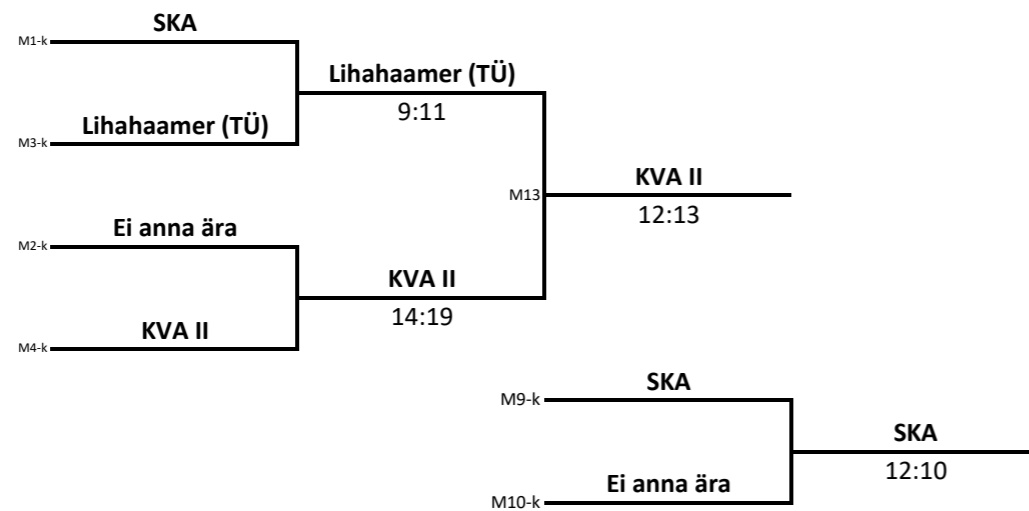 SKA
M1-k
Lihahaamer (TÜ)
9:11
Lihahaamer (TÜ)
M3-k
KVA II
M13
12:13
Ei anna ära
M2-k
KVA II
14:19
KVA II
M4-k
SKA
M9-k
SKA
12:10
Ei anna ära
M10-k